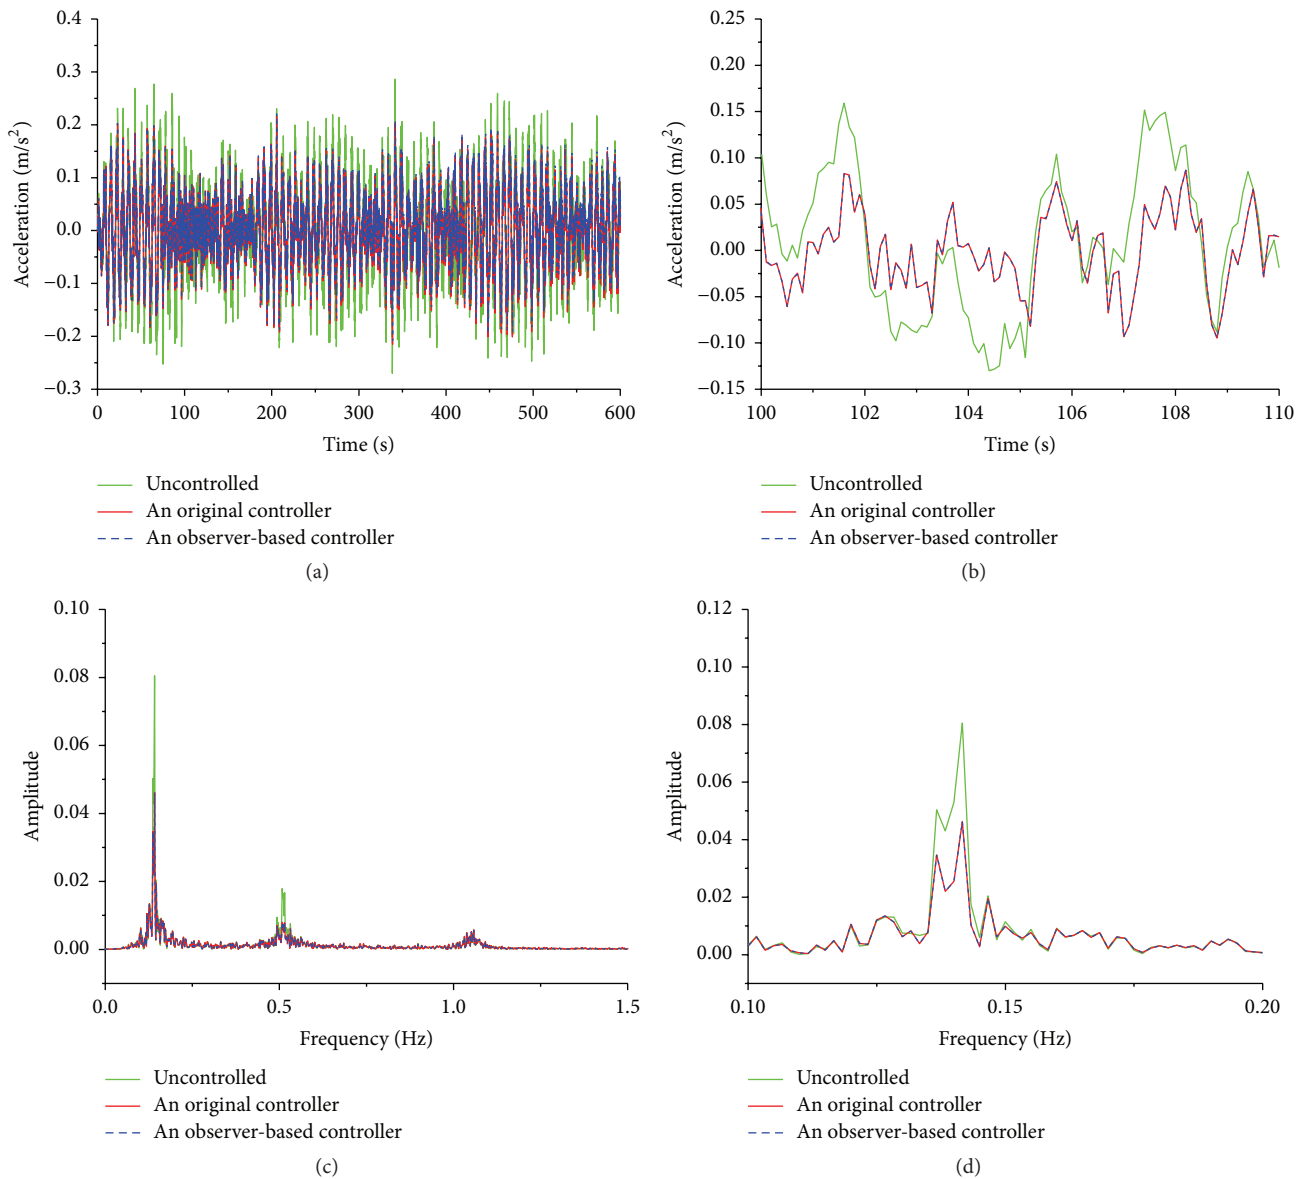 0.4
0.3
0.2
0.1
0.0
−0.1
−0.2
−0.3
Acceleration (m/s²)
0 100 200 300 400 500 600
Time (s)
Uncontrolled
An original controller
An observer-based controller
(a)
0.25
0.20
0.15
0.10
0.05
0.00
−0.05
−0.10
−0.15
Acceleration (m/s²)
100 102 104 106 108 110
Time (s)
Uncontrolled
An original controller
An observer-based controller
(b)
0.10
0.08
0.06
0.04
0.02
0.00
Amplitude
0.0 0.5 1.0 1.5
Frequency (Hz)
Uncontrolled
An original controller
An observer-based controller
(c)
0.12
0.10
0.08
0.06
0.04
0.02
0.00
Amplitude
0.10 0.15 0.20
Frequency (Hz)
Uncontrolled
An original controller
An observer-based controller
(d)